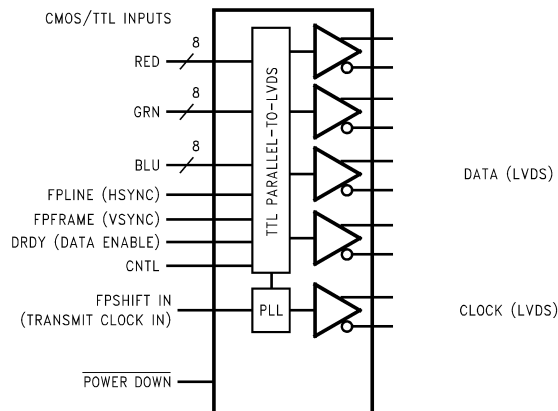 CMOS/TTL INPUTS
8
RED
8
GRN
8
BLU
FPLINE (HSYNC)
FPFRAME (VSYNC)
DRDY (DATA ENABLE)
CNTL
FPSHIFT IN
(TRANSMIT CLOCK IN)
POWER DOWN
TTL PARALLEL-TO-LVDS
PLL
DATA (LVDS)
CLOCK (LVDS)